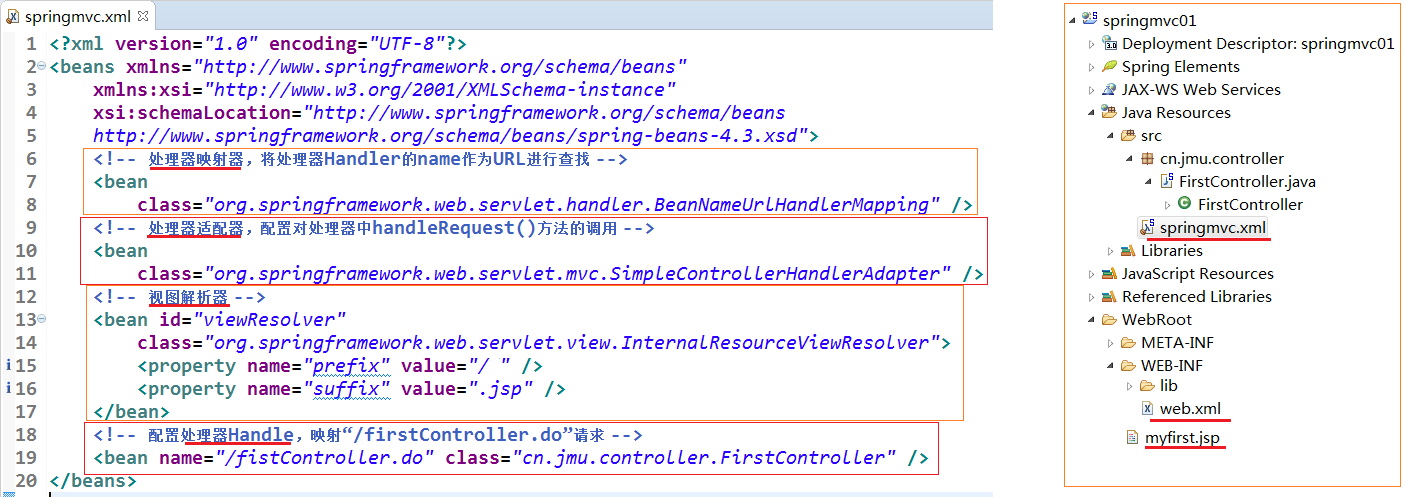 springmvc.xml
1 <?xml version="1.0" encoding="UTF-8"?>
2 <beans xmlns="http://www.springframework.org/schema/beans"
3 xmlns:xsi="http://www.w3.org/2001/XMLSchema-instance"
4 xsi:schemaLocation="http://www.springframework.org/schema/beans
5 http://www.springframework.org/schema/beans/spring-beans-4.3.xsd">
6 <!-- 处理器映射器，将处理器Handler的name作为URL进行查找 -->
7 <bean
8 class="org.springframework.web.servlet.handler.BeanNameUrlHandlerMapping" />
9 <!-- 处理器适配器，配置对处理器中handleRequest()方法的调用 -->
10 <bean
11 class="org.springframework.web.servlet.mvc.SimpleControllerHandlerAdapter" />
12 <!-- 视图解析器 -->
13 <bean id="viewResolver"
14 class="org.springframework.web.servlet.view.InternalResourceViewResolver">
15 <property name="prefix" value="/ " />
16 <property name="suffix" value=".jsp" />
17 </bean>
18 <!-- 配置处理器Handle，映射“/firstController.do”请求 -->
19 <bean name="/fistController.do" class="cn.jmu.controller.FirstController" />
20 </beans>
springmvc01
Deployment Descriptor: springmvc01
Spring Elements
JAX-WS Web Services
Java Resources
src
cn.jmu.controller
FirstController.java
FirstController
springmvc.xml
Libraries
JavaScript Resources
Referenced Libraries
WebRoot
META-INF
WEB-INF
lib
web.xml
myfirst.jsp